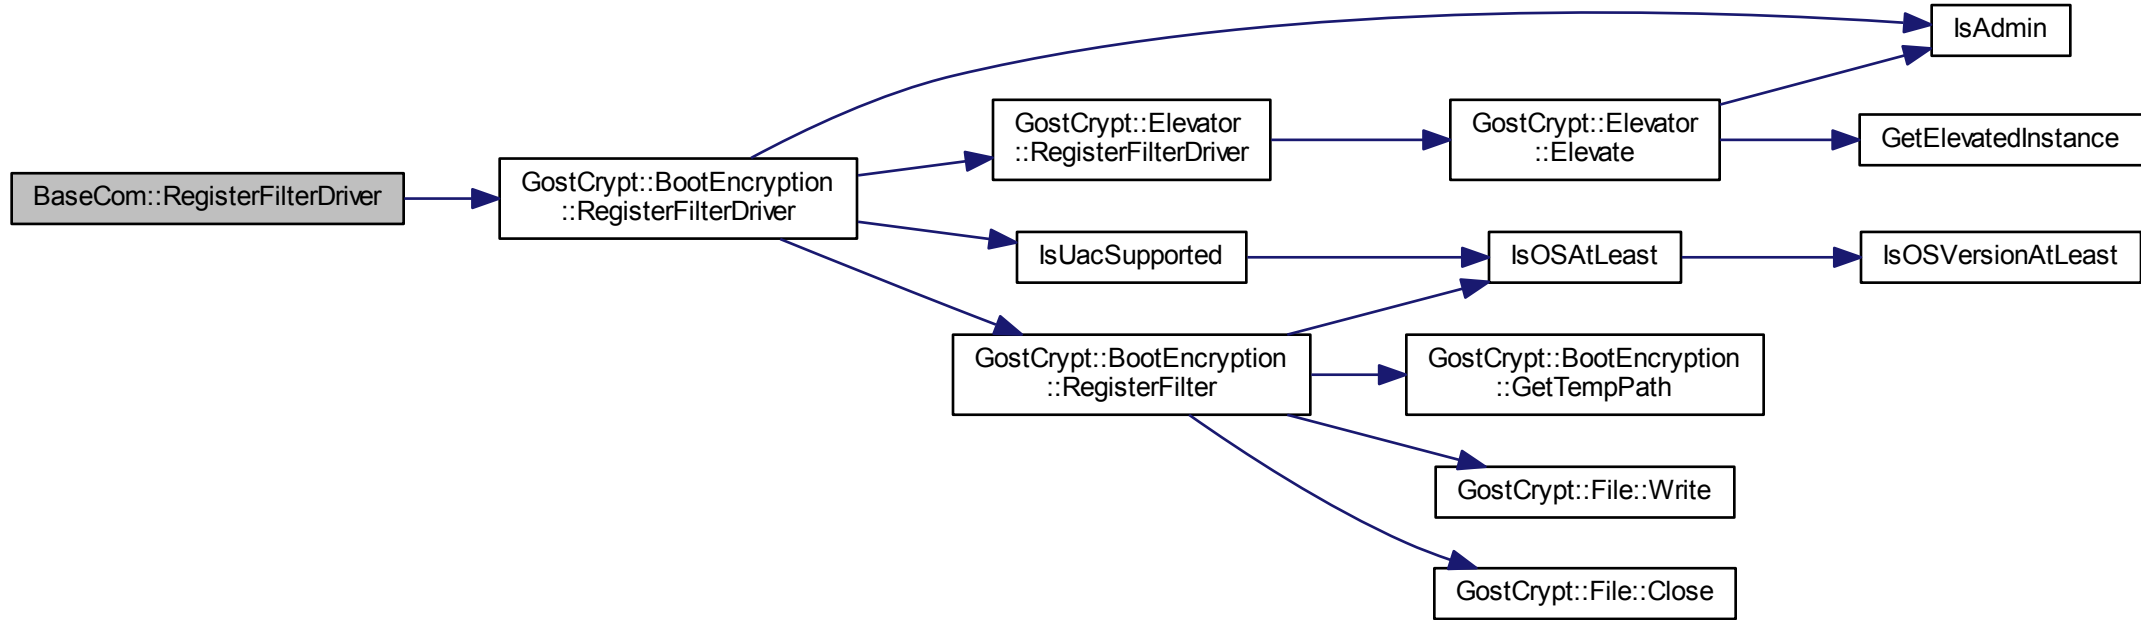 IsAdmin
GostCrypt::Elevator
::RegisterFilterDriver
GostCrypt::Elevator
::Elevate
GetElevatedInstance
BaseCom::RegisterFilterDriver
GostCrypt::BootEncryption
::RegisterFilterDriver
IsUacSupported
IsOSAtLeast
IsOSVersionAtLeast
GostCrypt::BootEncryption
::RegisterFilter
GostCrypt::BootEncryption
::GetTempPath
GostCrypt::File::Write
GostCrypt::File::Close